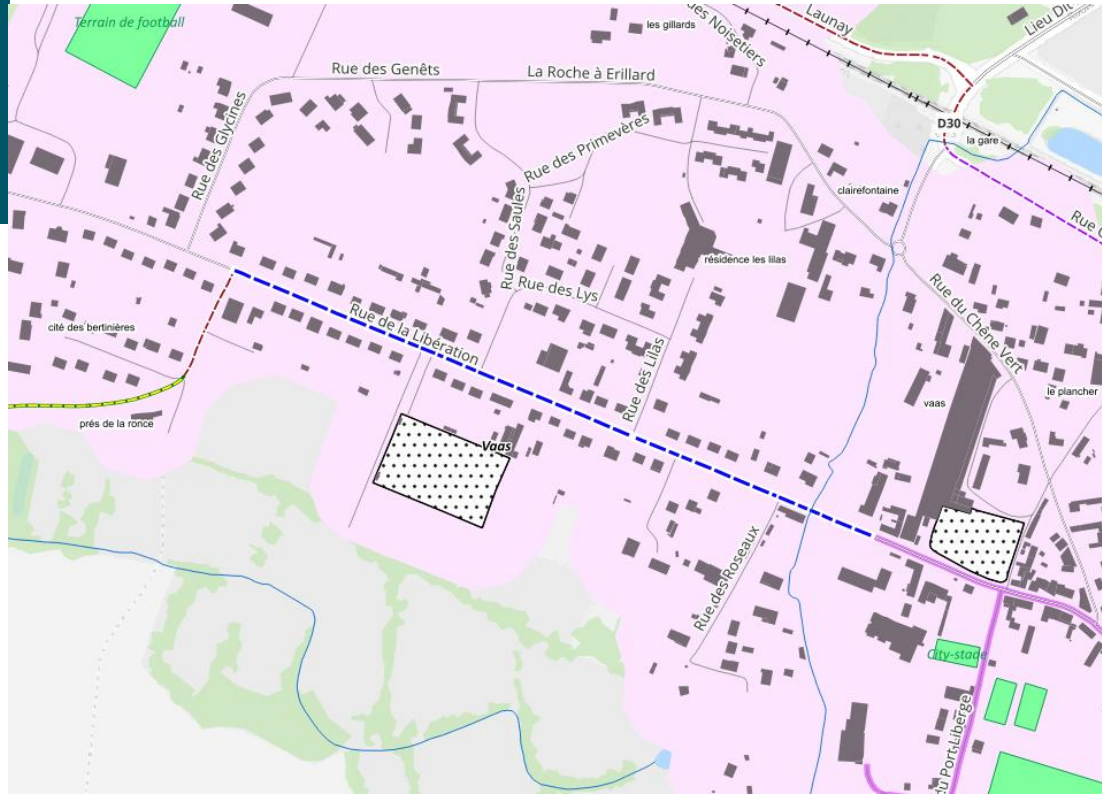 Terrain de football
les gillards
des Noisetiers
Launay
Lieu Dit
Rue des Genêts
La Roche à Erillard
D30
la gare
Rue des Glycines
Rue des Primevères
clairefontaine
Rue des Saules
résidence les lilas
Rue des Lys
Rue du Chêne Vert
Rue de la Libération
cité des bertinières
Rue des Lilas
le plancher
vaas
prés de la ronce
Vaas
Rue des Roseaux
City-stade
du Port Liberge